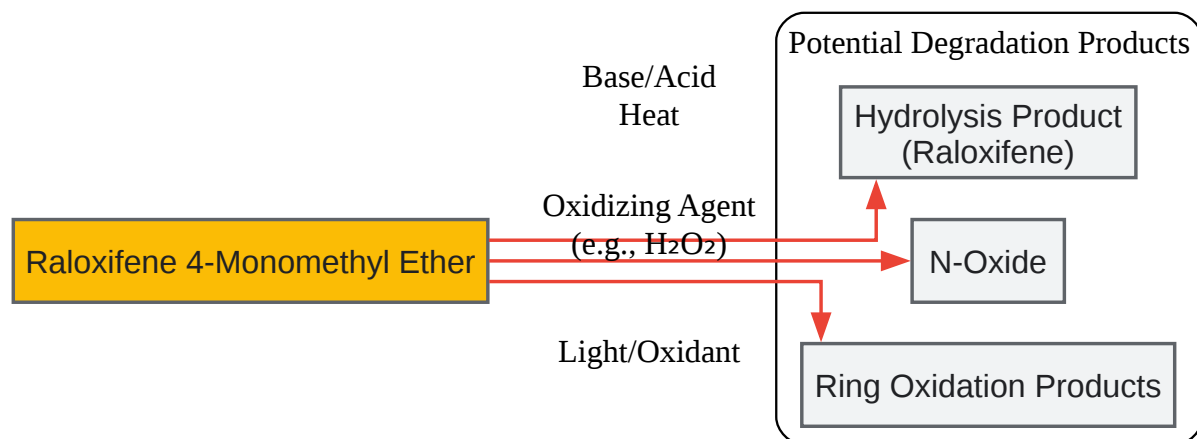 Potential Degradation Products
Base/Acid
Heat
Hydrolysis Product
(Raloxifene)
Oxidizing Agent
(e.g., H₂O₂)
Raloxifene 4-Monomethyl Ether
N-Oxide
Light/Oxidant
Ring Oxidation Products